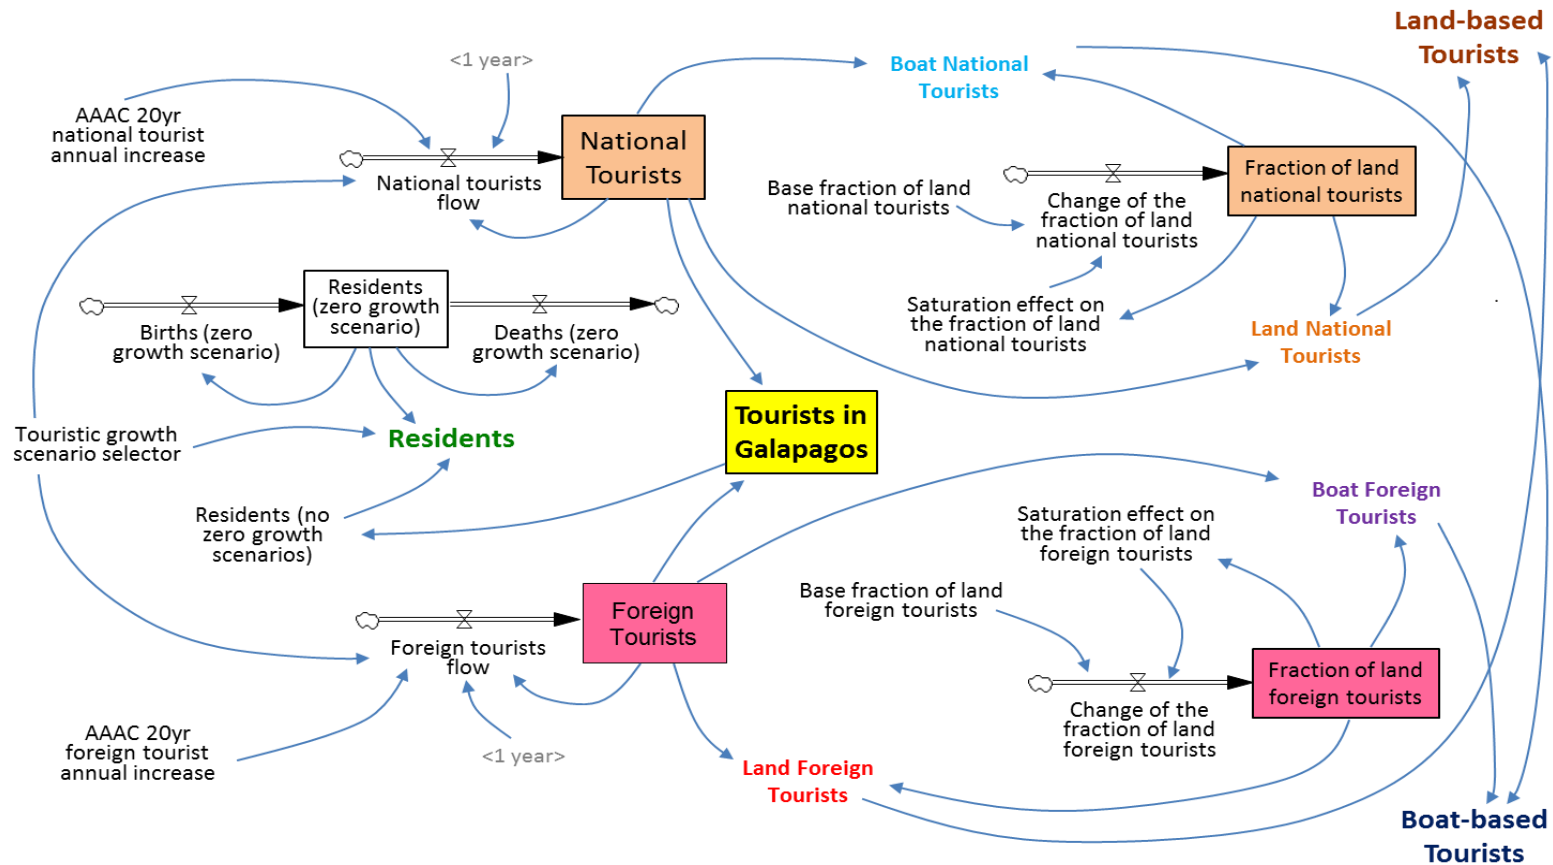 Land-based
Tourists
<1 year>
Boat National
Tourists
AAAC 20yr
national tourist
annual increase
National
Tourists
National tourists
flow
Base fraction of land
national tourists
Change of the
fraction of land
national tourists
Fraction of land
national tourists
Residents
(zero growth
scenario)
Births (zero
growth scenario)
Deaths (zero
growth scenario)
Saturation effect on
the fraction of land
national tourists
Land National
Tourists
Touristic growth
scenario selector
Residents
Tourists in
Galapagos
Residents (no
zero growth
scenarios)
Boat Foreign
Tourists
Saturation effect on
the fraction of land
foreign tourists
Base fraction of land
foreign tourists
Foreign
Tourists
Foreign tourists
flow
Fraction of land
foreign tourists
Change of the
fraction of land
foreign tourists
AAAC 20yr
foreign tourist
annual increase
<1 year>
Land Foreign
Tourists
Boat-based
Tourists